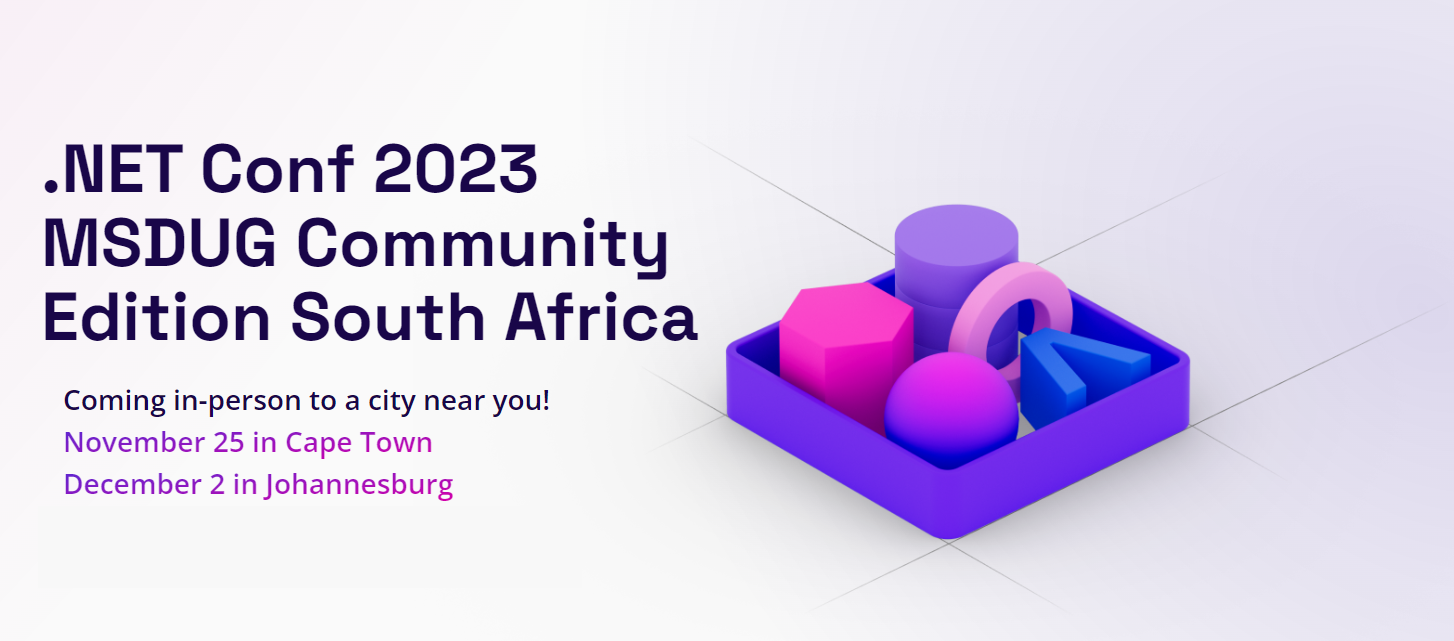 .NET Conf 2023
MSDUG Community
Edition South Africa
Coming in-person to a city near you!
November 25 in Cape Town
December 2 in Johannesburg